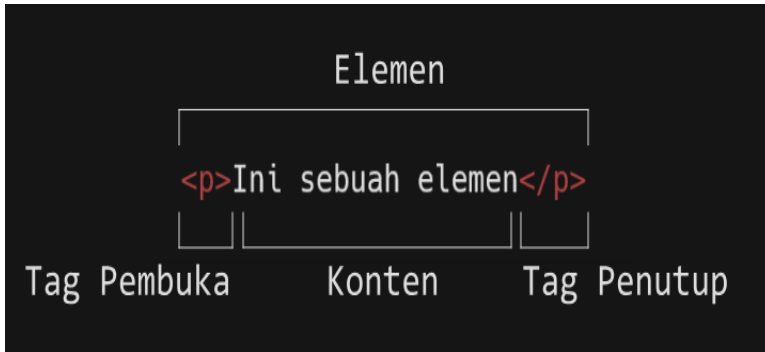 Elemen
<p>Ini sebuah elemen</p>
Tag Pembuka Konten Tag Penutup